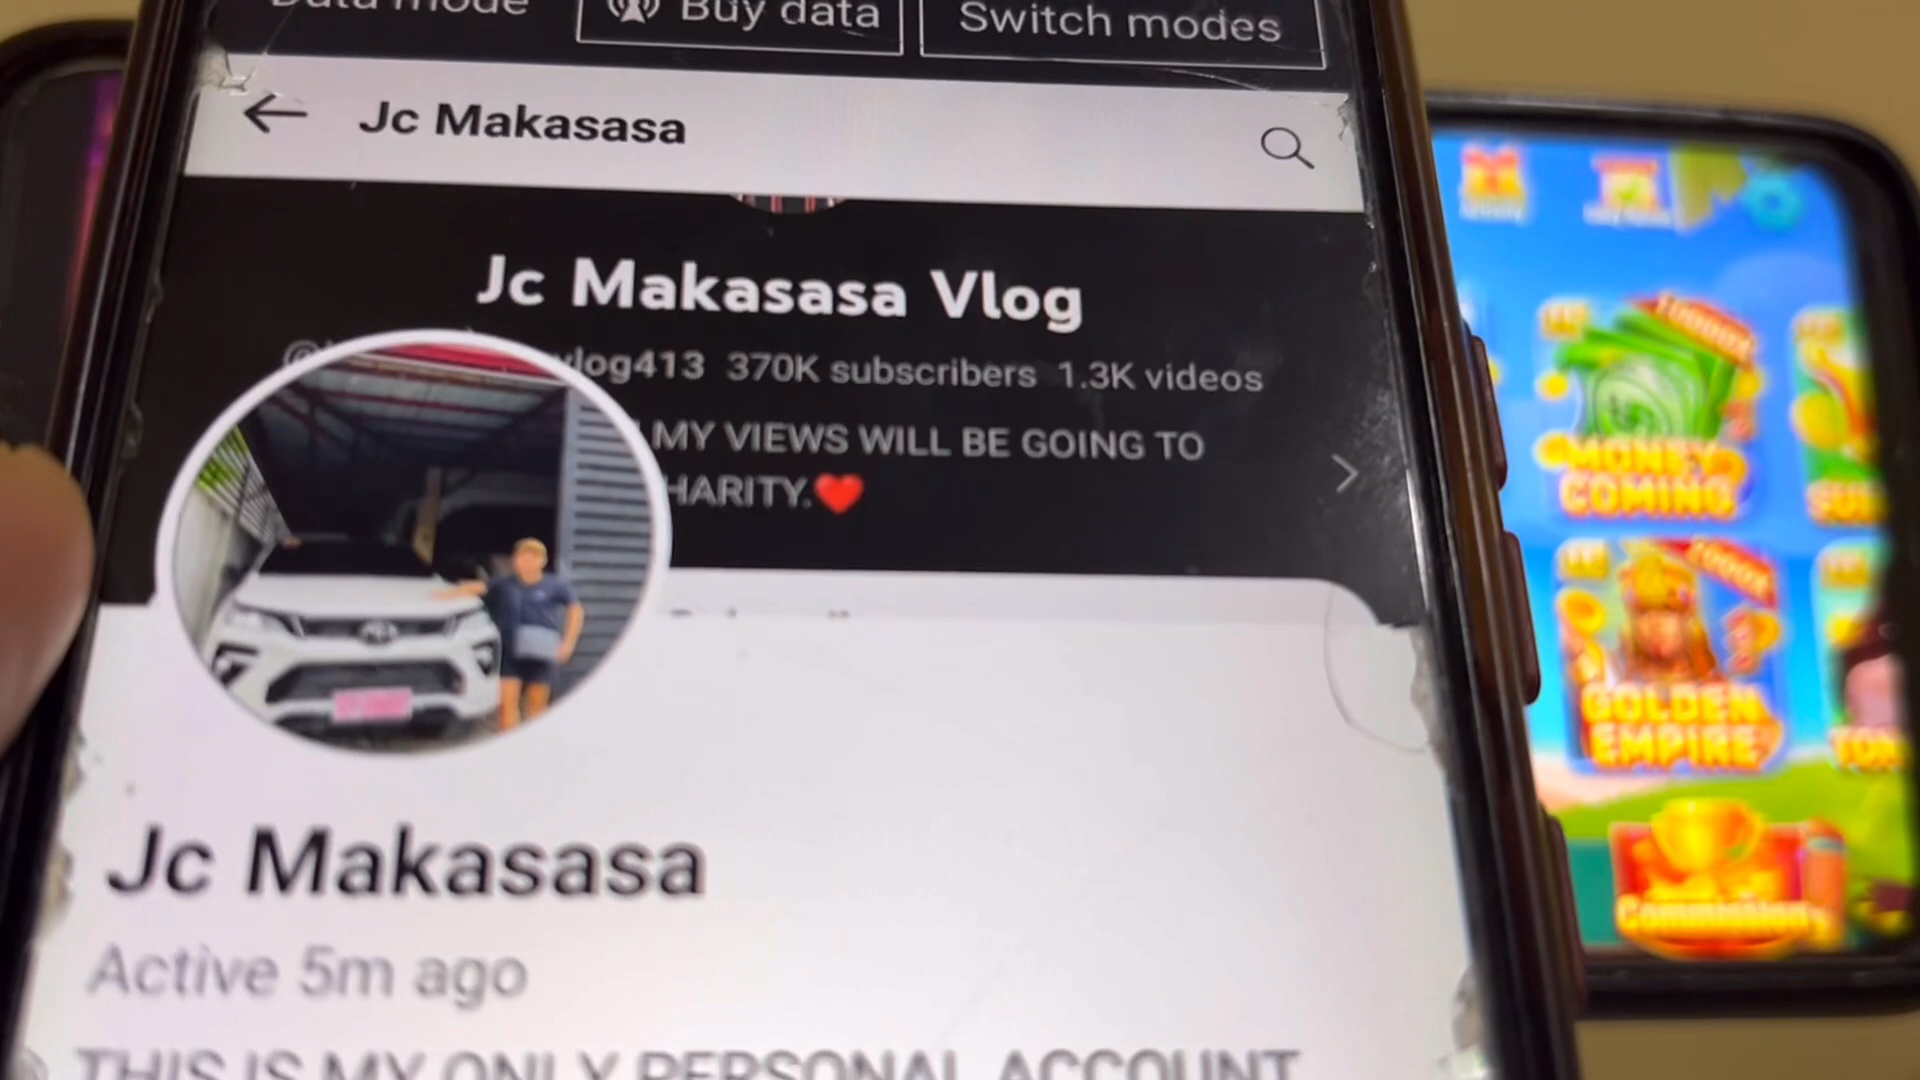 Data mode
Buy data
Switch modes
Jc Makasasa
Jc Makasasa Vlog
vlog413 370K subscribers 1.3K videos
MY VIEWS WILL BE GOING TO
HARITY.❤️
Jc Makasasa
Active 5m ago
THIS IS MY ONLY PERSONAL ACCOUNT
MONEY
COMING
GOLDEN
EMPIRE
Commission